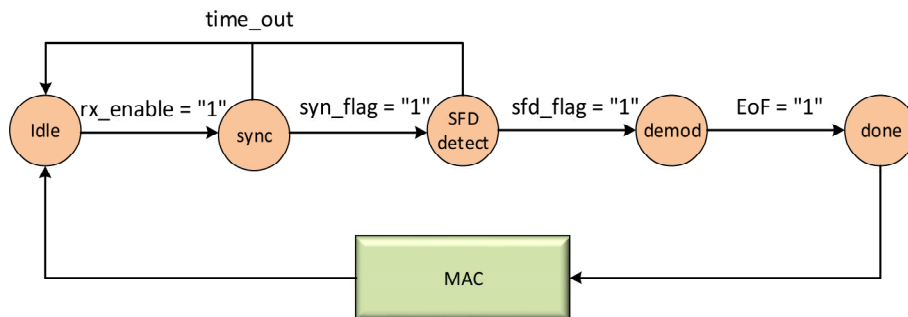 time_out
rx_enable = "1"
syn_flag = "1"
sfd_flag = "1"
EoF = "1"
Idle
sync
SFD
detect
demod
done
MAC